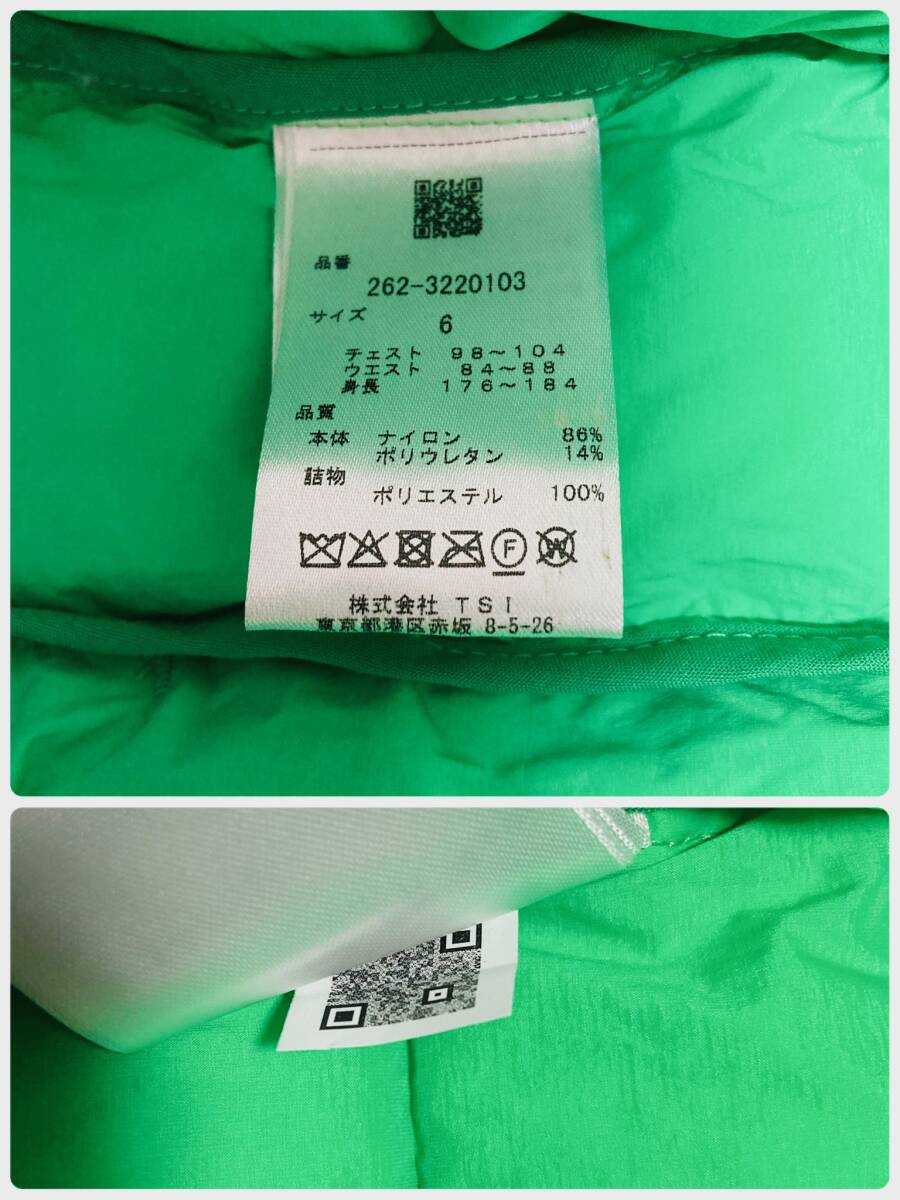 品番
262-3220103
サイズ
6
チェスト 98～104
ウエスト 84～88
身長 176～184
品質
本体 ナイロン 86%
ポリウレタン 14%
詰物
ポリエステル 100%
F
W
株式会社 TSI
東京都港区赤坂 8-5-26